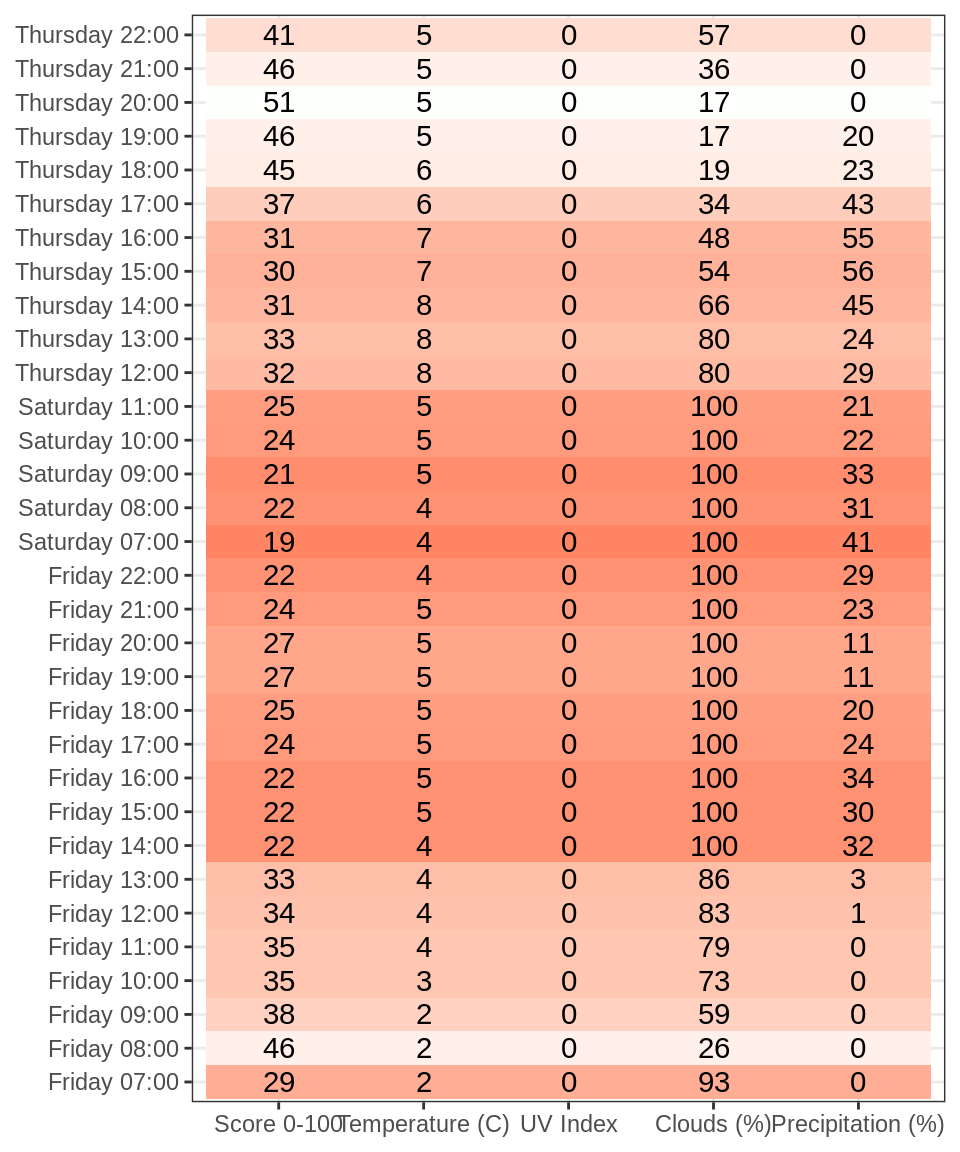 Thursday 22:00 41 5 0 57 0
Thursday 21:00 46 5 0 36 0
Thursday 20:00 51 5 0 17 0
Thursday 19:00 46 5 0 17 20
Thursday 18:00 45 6 0 19 23
Thursday 17:00 37 6 0 34 43
Thursday 16:00 31 7 0 48 55
Thursday 15:00 30 7 0 54 56
Thursday 14:00 31 8 0 66 45
Thursday 13:00 33 8 0 80 24
Thursday 12:00 32 8 0 80 29
Saturday 11:00 25 5 0 100 21
Saturday 10:00 24 5 0 100 22
Saturday 09:00 21 5 0 100 33
Saturday 08:00 22 4 0 100 31
Saturday 07:00 19 4 0 100 41
Friday 22:00 22 4 0 100 29
Friday 21:00 24 5 0 100 23
Friday 20:00 27 5 0 100 11
Friday 19:00 27 5 0 100 11
Friday 18:00 25 5 0 100 20
Friday 17:00 24 5 0 100 24
Friday 16:00 22 5 0 100 34
Friday 15:00 22 5 0 100 30
Friday 14:00 22 4 0 100 32
Friday 13:00 33 4 0 86 3
Friday 12:00 34 4 0 83 1
Friday 11:00 35 4 0 79 0
Friday 10:00 35 3 0 73 0
Friday 09:00 38 2 0 59 0
Friday 08:00 46 2 0 26 0
Friday 07:00 29 2 0 93 0
Score 0-100 Temperature (C) UV Index Clouds (%) Precipitation (%)